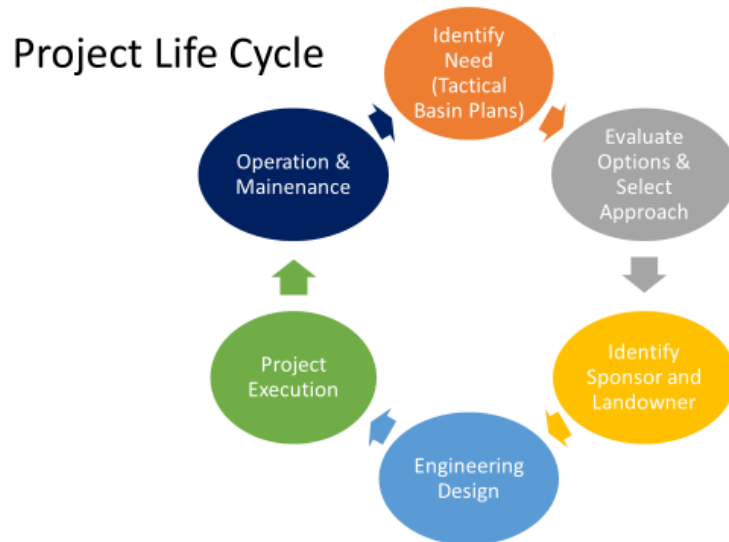 Project Life Cycle
Identify
Need
(Tactical
Basin Plans)
Evaluate
Options &
Select
Approach
Identify
Sponsor and
Landowner
Engineering
Design
Project
Execution
Operation &
Mainenance